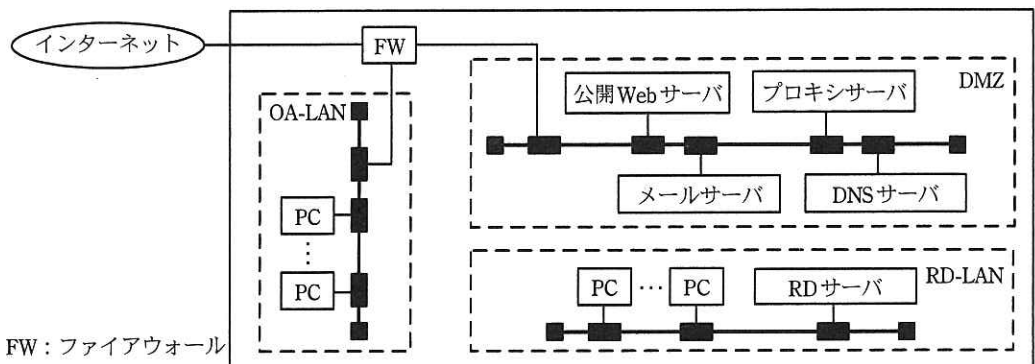 インターネット
FW
DMZ
公開Webサーバ
プロキシサーバ
OA-LAN
メールサーバ
DNSサーバ
PC
⋮
PC
RD-LAN
PC … PC
RDサーバ
FW：ファイアウォール